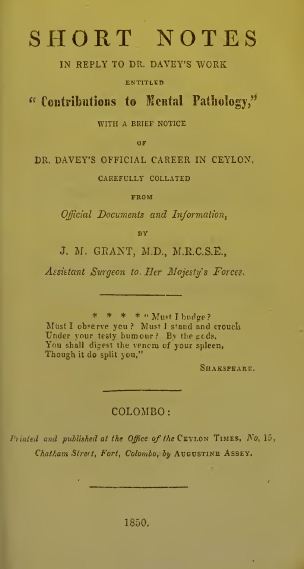 SHORT NOTES
IN REPLY TO DR. DAVEY'S WORK
ENTITLED
"Contributions to Mental Pathology,"
WITH A BRIEF NOTICE
OF
DR. DAVEY'S OFFICIAL CAREER IN CEYLON,
CAREFULLY COLLATED
FROM
Official Documents and Information,
BY
J. M. GRANT, M.D., M.R.C.S.E.,
Assistant Surgeon to Her Majesty's Forces.
* * * * "Must I budge?
Must I observe you? Must I stand and crouch
Under your testy humour? By the gods,
You shall digest the venom of your spleen,
Though it do split you,"
SHAKSPEARE.
COLOMBO:
Printed and published at the Office of the CEYLON TIMES, No, 15,
Chatham Street, Fort, Colombo, by AUGUSTINE ASSEY.
1850.